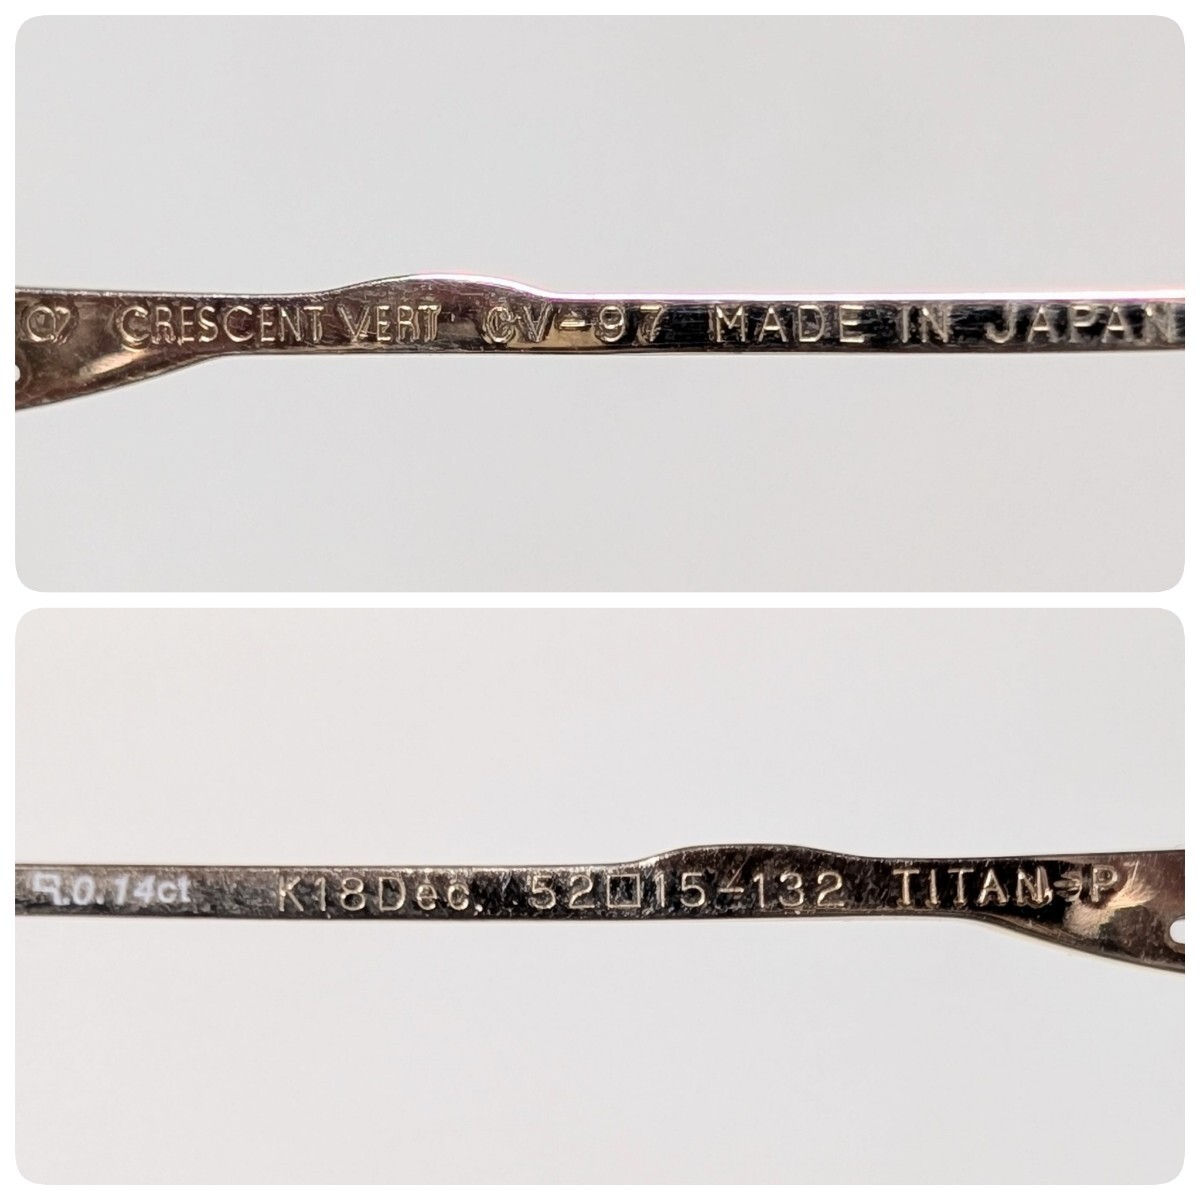 CRESCENT VERT CV-97 MADE IN JAPAN
R.0.14ct K18Dec. 52□15-132 TITAN-P